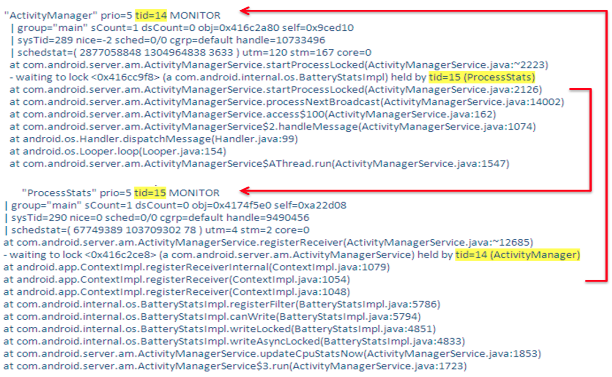 "ActivityManager" prio=5 tid=14 MONITOR
| group="main" sCount=1 dsCount=0 obj=0x416c2a80 self=0x9ced10
| sysTid=289 nice=-2 sched=0/0 cgrp=default handle=10733496
| schedstat=( 2877058848 1304964838 3633 ) utm=120 stm=167 core=0
at com.android.server.am.ActivityManagerService.startProcessLocked(ActivityManagerService.java:~2223)
- waiting to lock <0x416cc9f8> (a com.android.internal.os.BatteryStatsImpl) held by tid=15 (ProcessStats)
at com.android.server.am.ActivityManagerService.startProcessLocked(ActivityManagerService.java:2126)
at com.android.server.am.ActivityManagerService.processNextBroadcast(ActivityManagerService.java:14002)
at com.android.server.am.ActivityManagerService.access$100(ActivityManagerService.java:162)
at com.android.server.am.ActivityManagerService$2.handleMessage(ActivityManagerService.java:1074)
at android.os.Handler.dispatchMessage(Handler.java:99)
at android.os.Looper.loop(Looper.java:154)
at com.android.server.am.ActivityManagerService$AThread.run(ActivityManagerService.java:1547)
"ProcessStats" prio=5 tid=15 MONITOR
| group="main" sCount=1 dsCount=0 obj=0x4174f5e0 self=0xa22d08
| sysTid=290 nice=0 sched=0/0 cgrp=default handle=9490456
| schedstat=( 67749389 103709302 78 ) utm=4 stm=2 core=0
at com.android.server.am.ActivityManagerService.registerReceiver(ActivityManagerService.java:~12685)
- waiting to lock <0x416c2ce8> (a com.android.server.am.ActivityManagerService) held by tid=14 (ActivityManager)
at android.app.ContextImpl.registerReceiverInternal(ContextImpl.java:1079)
at android.app.ContextImpl.registerReceiver(ContextImpl.java:1054)
at android.app.ContextImpl.registerReceiver(ContextImpl.java:1048)
at com.android.internal.os.BatteryStatsImpl.registerFilter(BatteryStatsImpl.java:5786)
at com.android.internal.os.BatteryStatsImpl.canWrite(BatteryStatsImpl.java:5794)
at com.android.internal.os.BatteryStatsImpl.writeLocked(BatteryStatsImpl.java:4851)
at com.android.internal.os.BatteryStatsImpl.writeAsyncLocked(BatteryStatsImpl.java:4833)
at com.android.server.am.ActivityManagerService.updateCpuStatsNow(ActivityManagerService.java:1853)
at com.android.server.am.ActivityManagerService$3.run(ActivityManagerService.java:1723)